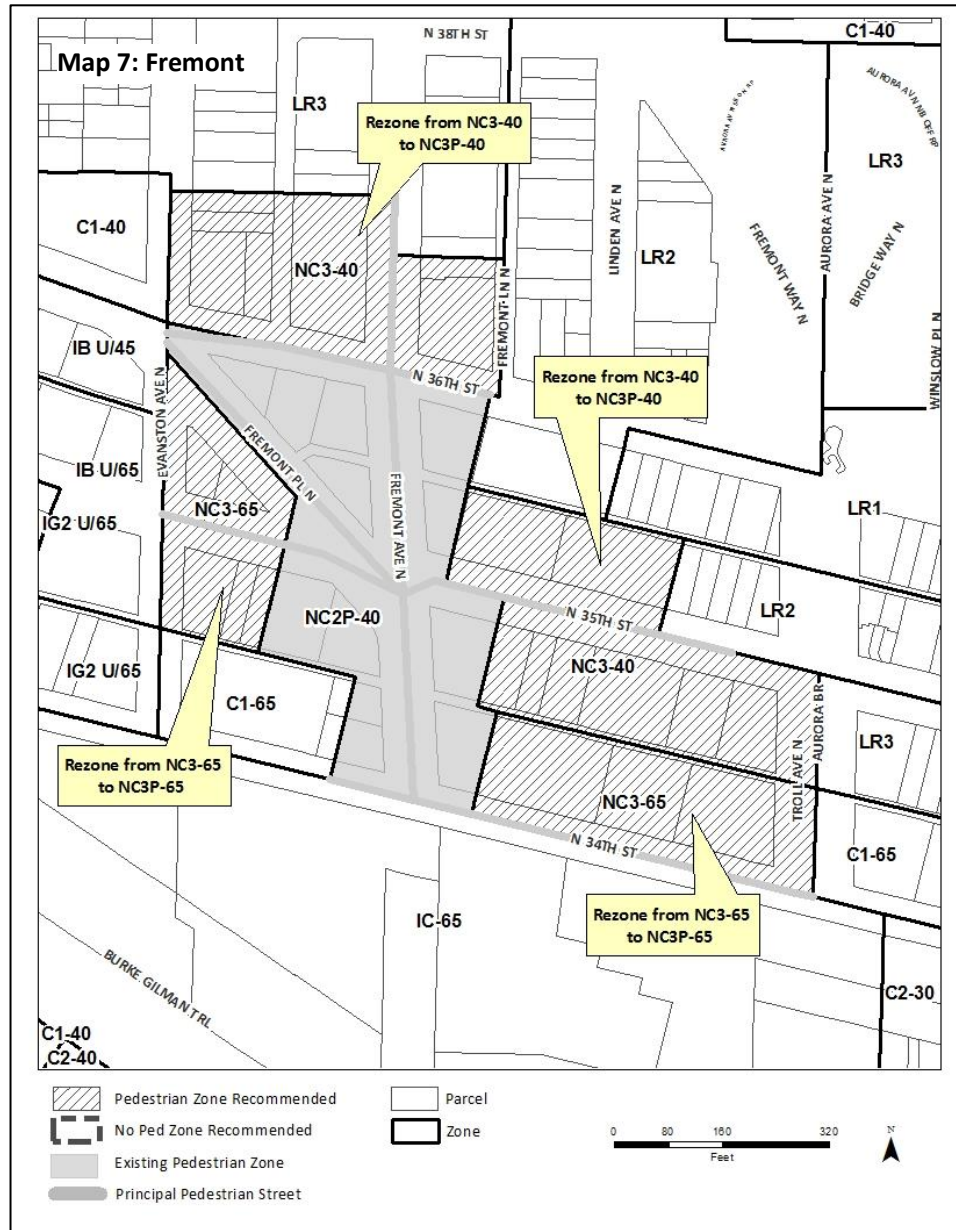 Map 7: Fremont
N 38TH ST
C1-40
LR3
Rezone from NC3-40
to NC3P-40
AURORA AV N NB OFF RP
LR3
C1-40
NC3-40
LINDEN AVE N
LR2
FREMONT WAY N
AURORA AVE N
BRIDGE WAY N
WINSLOW PL N
FREMONT LN N
IB U/45
N 36TH ST
Rezone from NC3-40
to NC3P-40
EVANSTON AVE N
FREMONT PL N
FREMONT AVE N
IB U/65
NC3-65
IG2 U/65
LR1
NC2P-40
N 35TH ST
LR2
NC3-40
IG2 U/65
C1-65
TROLL AVE N
AURORA BR
LR3
Rezone from NC3-65
to NC3P-65
NC3-65
N 34TH ST
C1-65
IC-65
Rezone from NC3-65
to NC3P-65
BURKE GILMAN TRL
C2-30
C1-40
C2-40
Pedestrian Zone Recommended
Parcel
No Ped Zone Recommended
Zone
0 80 160 320
Feet
N
Existing Pedestrian Zone
Principal Pedestrian Street